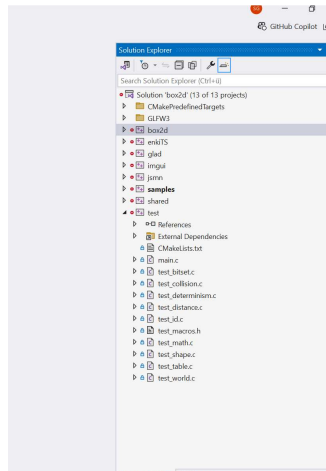 SO
GitHub Copilot
Solution Explorer
Search Solution Explorer (Ctrl+ü)
Solution 'box2d' (13 of 13 projects)
CMakePredefinedTargets
GLFW3
box2d
enkiTS
glad
imgui
jsmn
samples
shared
test
References
External Dependencies
CMakeLists.txt
main.c
test_bitset.c
test_collision.c
test_determinism.c
test_distance.c
test_id.c
test_macros.h
test_math.c
test_shape.c
test_table.c
test_world.c